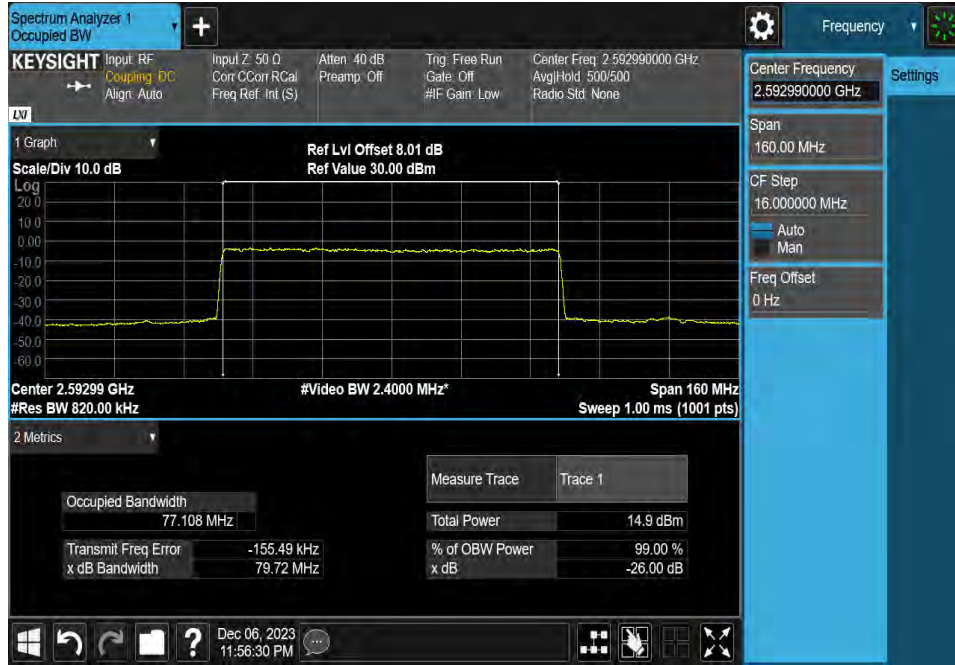 Spectrum Analyzer 1
Occupied BW
+
Frequency
KEYSIGHT
Input: RF
Coupling: DC
Align: Auto
Input Z: 50 Ω
Corr CCorr RCal
Freq Ref: Int (S)
Atten: 40 dB
Preamp: Off
Trig: Free Run
Gate: Off
#IF Gain: Low
Center Freq: 2.592990000 GHz
Avg|Hold: 500/500
Radio Std: None
LXI
Center Frequency
2.592990000 GHz
Settings
Span
160.00 MHz
CF Step
16.000000 MHz
Auto
Man
Freq Offset
0 Hz
1 Graph
Scale/Div 10.0 dB
Ref Lvl Offset 8.01 dB
Ref Value 30.00 dBm
Log
20.0
10.0
0.00
-10.0
-20.0
-30.0
-40.0
-50.0
-60.0
Center 2.59299 GHz
#Video BW 2.4000 MHz*
Span 160 MHz
#Res BW 820.00 kHz
Sweep 1.00 ms (1001 pts)
2 Metrics
Measure Trace
Trace 1
Occupied Bandwidth
77.108 MHz
Total Power
14.9 dBm
Transmit Freq Error
-155.49 kHz
% of OBW Power
99.00 %
x dB Bandwidth
79.72 MHz
x dB
-26.00 dB
?
Dec 06, 2023
11:56:30 PM